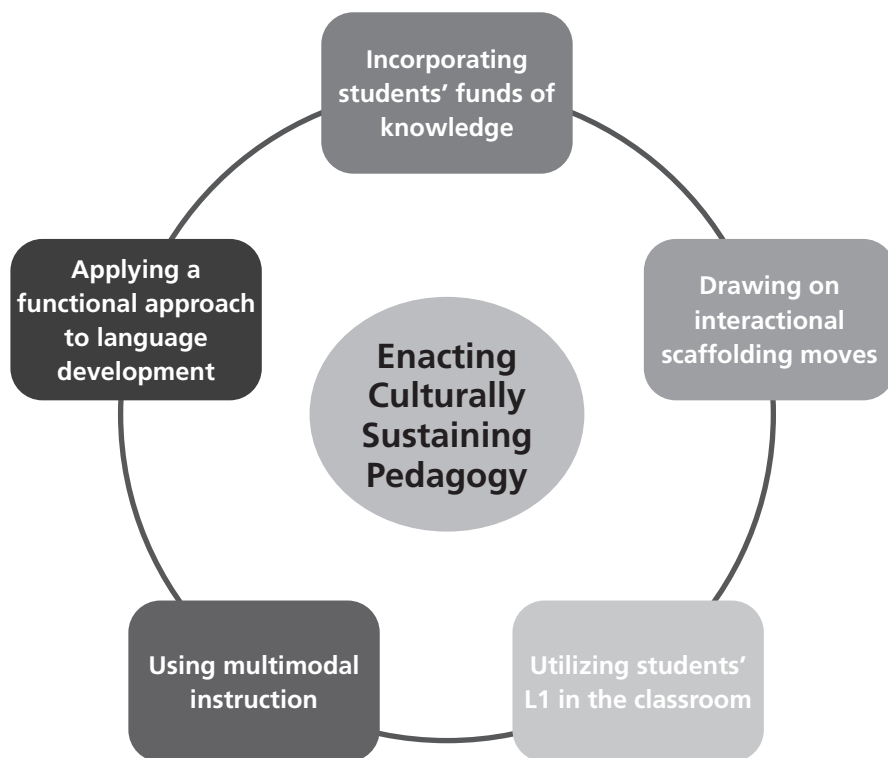 Incorporating
students’ funds of
knowledge
Drawing on
interactional
scaffolding moves
Utilizing students’
L1 in the classroom
Using multimodal
instruction
Applying a
functional approach
to language
development
Enacting
Culturally
Sustaining
Pedagogy